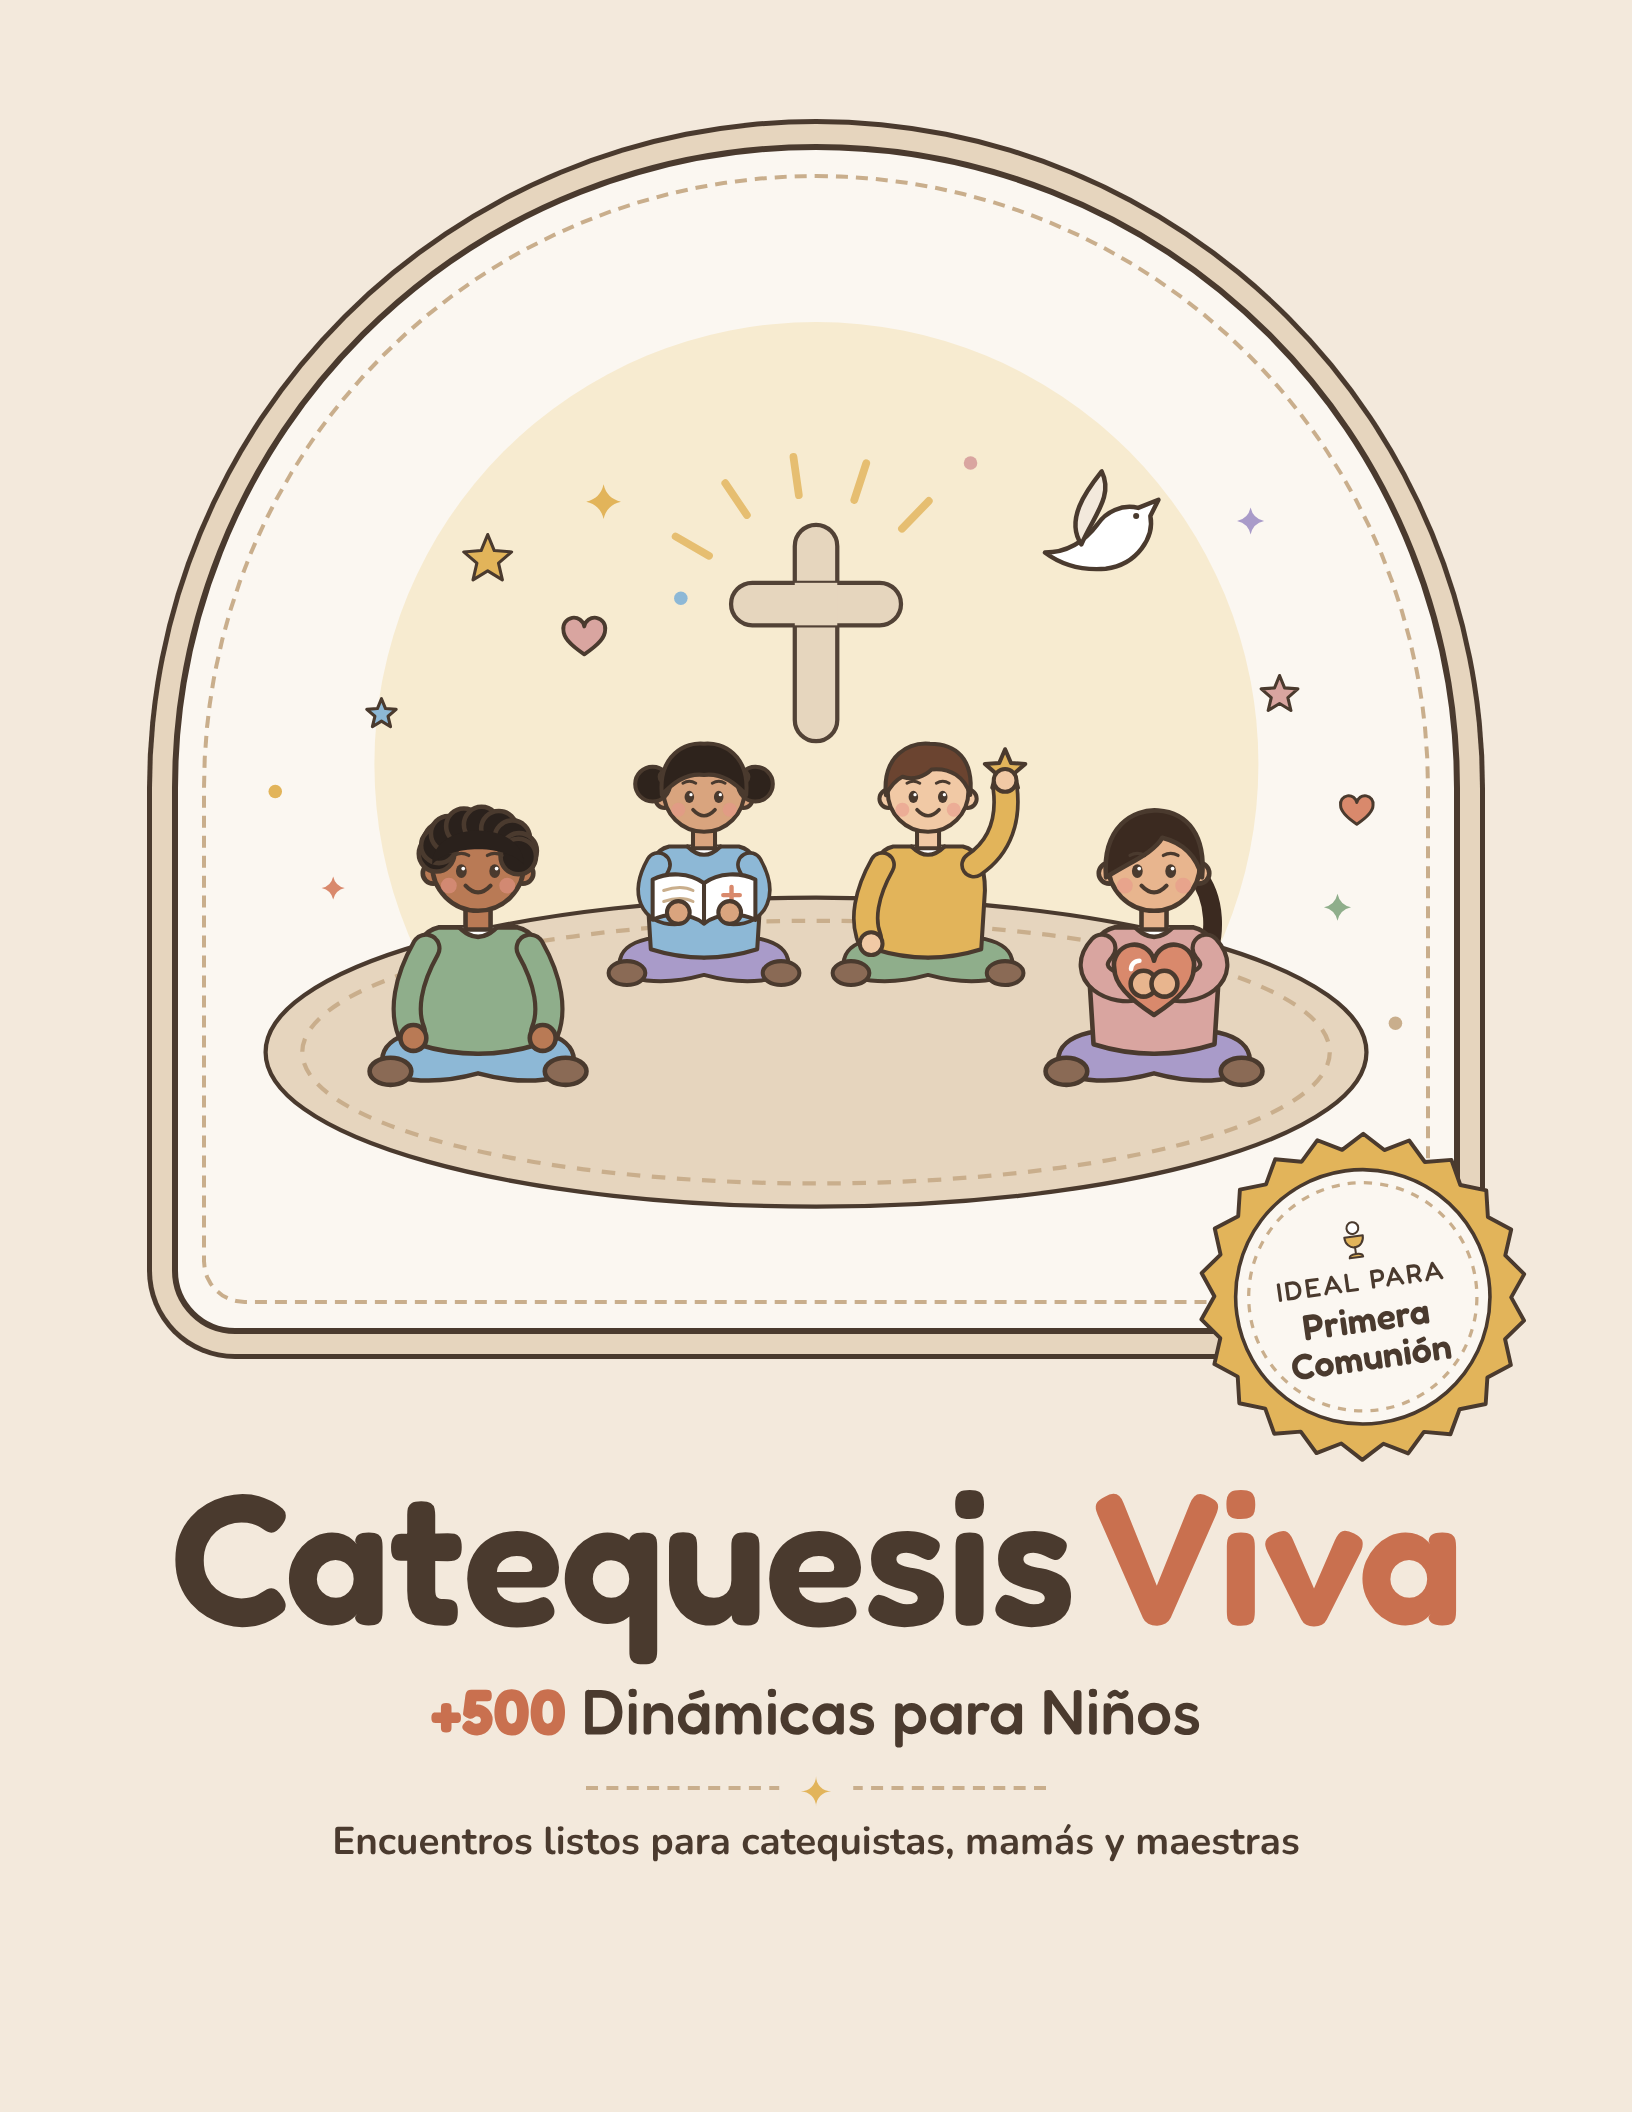 IDEAL PARA
Primera
Comunión
Catequesis Viva
+500 Dinámicas para Niños
Encuentros listos para catequistas, mamás y maestras